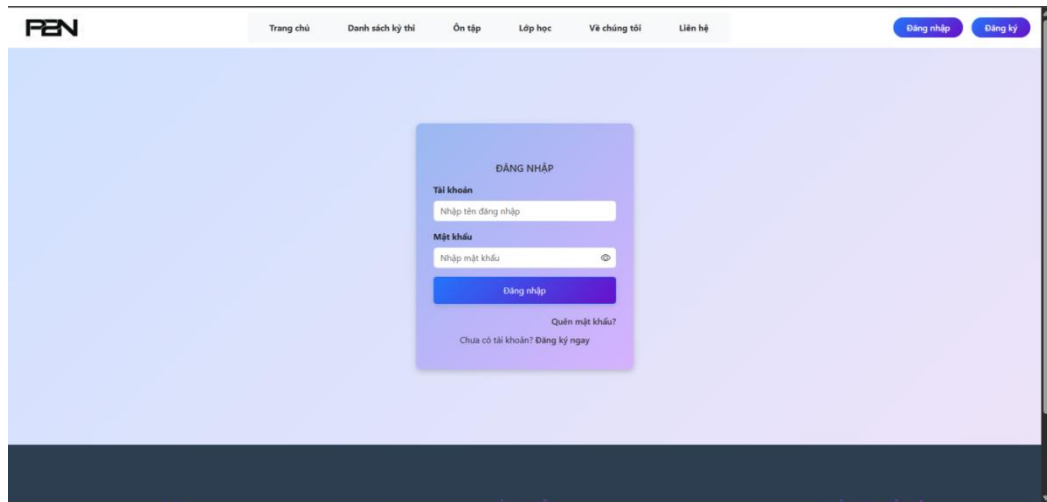 PEN
Trang chủ Danh sách kỳ thi Ôn tập Lớp học Về chúng tôi Liên hệ Đăng nhập Đăng ký
ĐĂNG NHẬP
Tài khoản
Nhập tên đăng nhập
Mật khẩu
Nhập mật khẩu
Đăng nhập
Quên mật khẩu?
Chưa có tài khoản? Đăng ký ngay